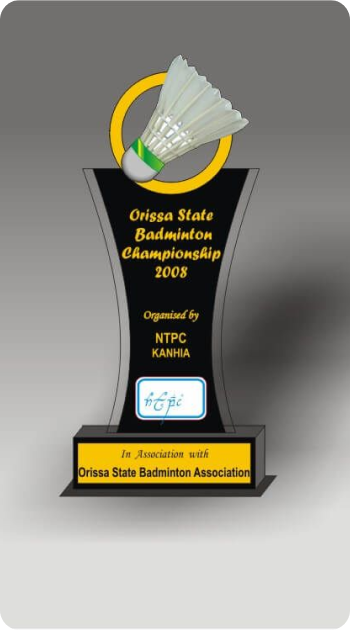 Orissa State
Badminton
Championship
2008
Organised by
NTPC
KANHIA
In Association with
Orissa State Badminton Association